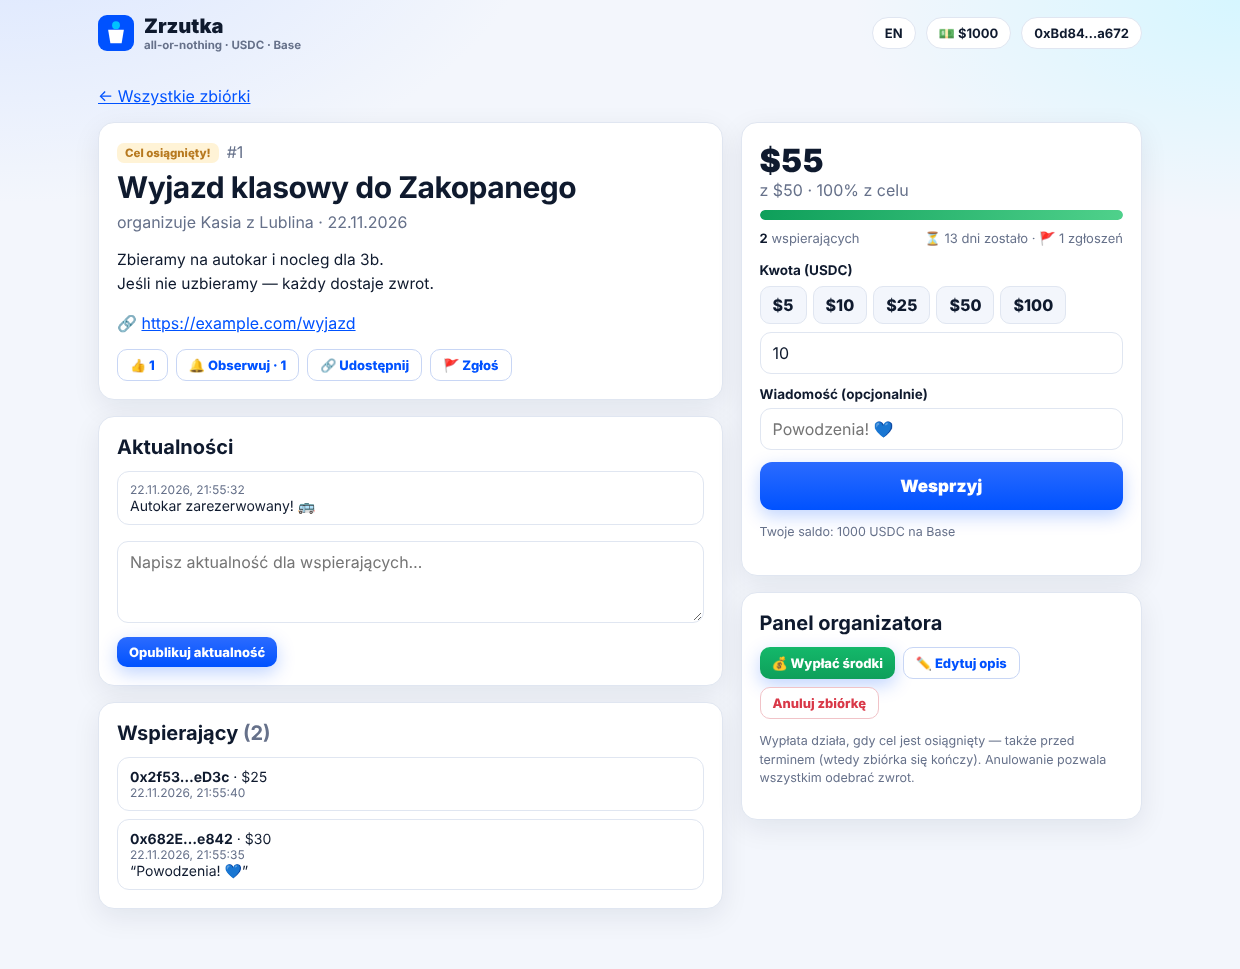 Zrzutka
all-or-nothing · USDC · Base
EN
💵 $1000
0xBd84…a672
← Wszystkie zbiórki
Cel osiągnięty! #1
Wyjazd klasowy do Zakopanego
organizuje Kasia z Lublina · 22.11.2026
Zbieramy na autokar i nocleg dla 3b.
Jeśli nie uzbieramy — każdy dostaje zwrot.
🔗 https://example.com/wyjazd
👍 1
🔔 Obserwuj · 1
🔗 Udostępnij
🚩 Zgłoś
Aktualności
22.11.2026, 21:55:32
Autokar zarezerwowany! 🚌
Napisz aktualność dla wspierających…
Opublikuj aktualność
Wspierający (2)
0x2f53…eD3c · $25
22.11.2026, 21:55:40
0x682E…e842 · $30
22.11.2026, 21:55:35
“Powodzenia! 💙”
$55
z $50 · 100% z celu
2 wspierających
⏳ 13 dni zostało · 🚩 1 zgłoszeń
Kwota (USDC)
$5
$10
$25
$50
$100
10
Wiadomość (opcjonalnie)
Powodzenia! 💙
Wesprzyj
Twoje saldo: 1000 USDC na Base
Panel organizatora
💰 Wypłać środki
✏️ Edytuj opis
Anuluj zbiórkę
Wypłata działa, gdy cel jest osiągnięty — także przed
terminem (wtedy zbiórka się kończy). Anulowanie pozwala
wszystkim odebrać zwrot.